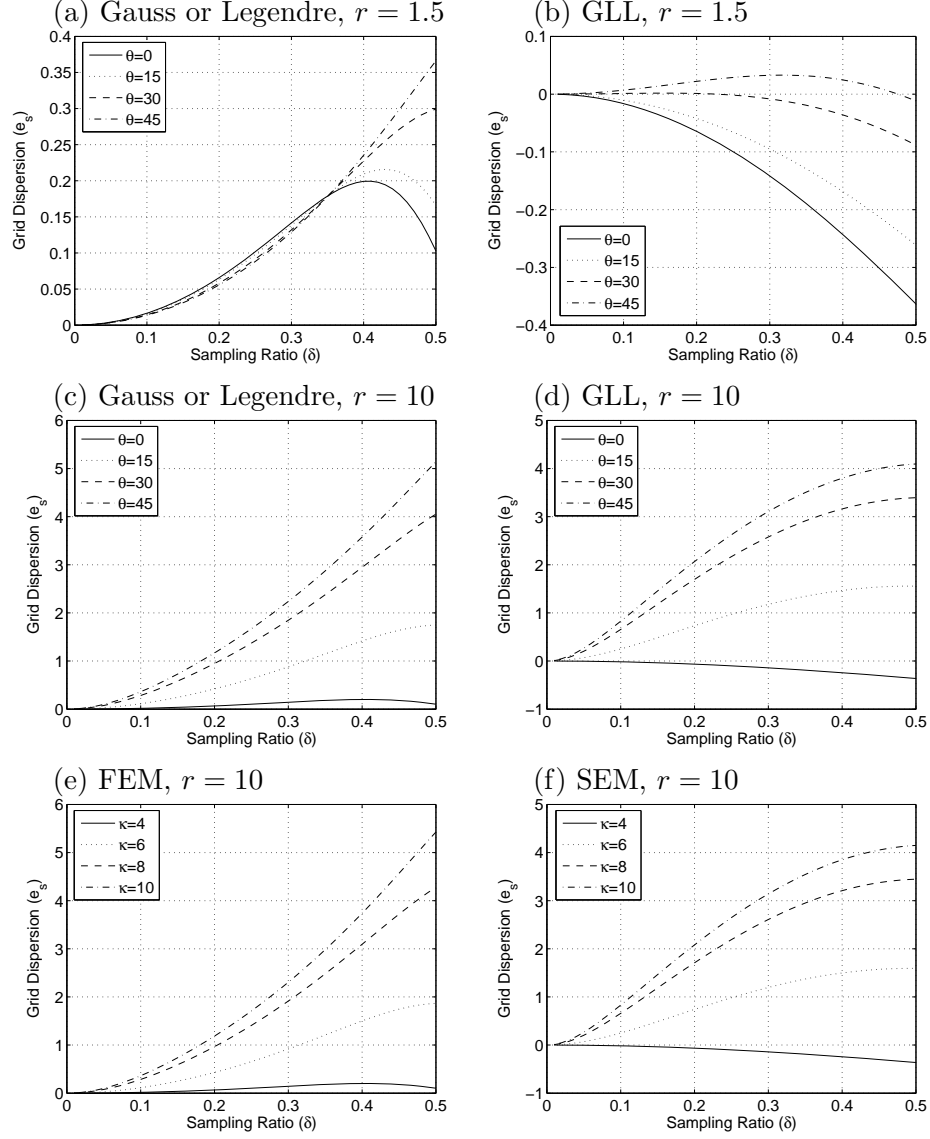 (a) Gauss or Legendre, r = 1.5
0.4
0.35
0.3
0.25
0.2
0.15
0.1
0.05
0
Grid Dispersion (e_s)
θ=0
θ=15
θ=30
θ=45
0
0.1
0.2
0.3
0.4
0.5
Sampling Ratio (δ)
(b) GLL, r = 1.5
0.1
0
−0.1
−0.2
−0.3
−0.4
Grid Dispersion (e_s)
θ=0
θ=15
θ=30
θ=45
0
0.1
0.2
0.3
0.4
0.5
Sampling Ratio (δ)
(c) Gauss or Legendre, r = 10
6
5
4
3
2
1
0
Grid Dispersion (e_s)
θ=0
θ=15
θ=30
θ=45
0
0.1
0.2
0.3
0.4
0.5
Sampling Ratio (δ)
(d) GLL, r = 10
5
4
3
2
1
0
−1
Grid Dispersion (e_s)
θ=0
θ=15
θ=30
θ=45
0
0.1
0.2
0.3
0.4
0.5
Sampling Ratio (δ)
(e) FEM, r = 10
6
5
4
3
2
1
0
Grid Dispersion (e_s)
κ=4
κ=6
κ=8
κ=10
0
0.1
0.2
0.3
0.4
0.5
Sampling Ratio (δ)
(f) SEM, r = 10
5
4
3
2
1
0
−1
Grid Dispersion (e_s)
κ=4
κ=6
κ=8
κ=10
0
0.1
0.2
0.3
0.4
0.5
Sampling Ratio (δ)